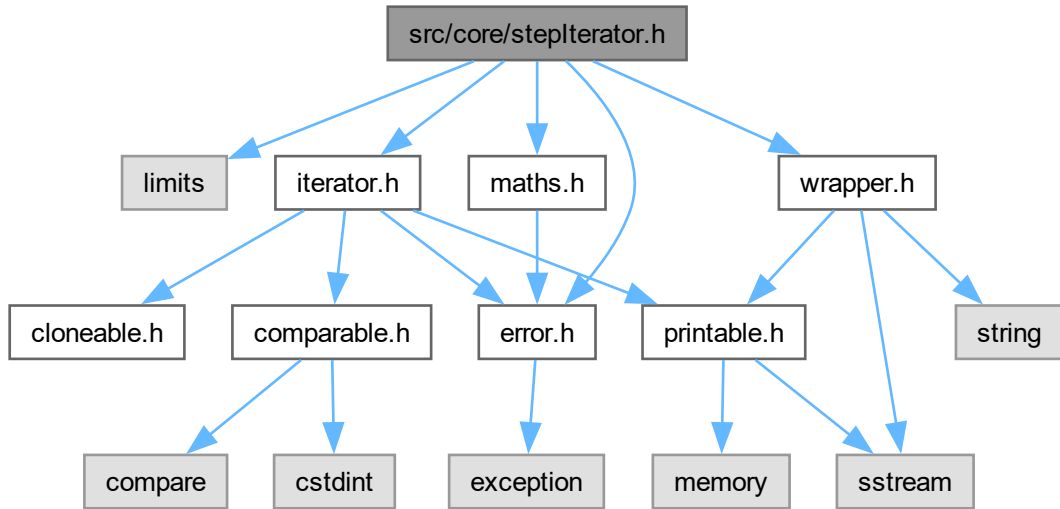 src/core/stepIterator.h
limits
iterator.h
maths.h
wrapper.h
cloneable.h
comparable.h
error.h
printable.h
string
compare
cstdint
exception
memory
sstream